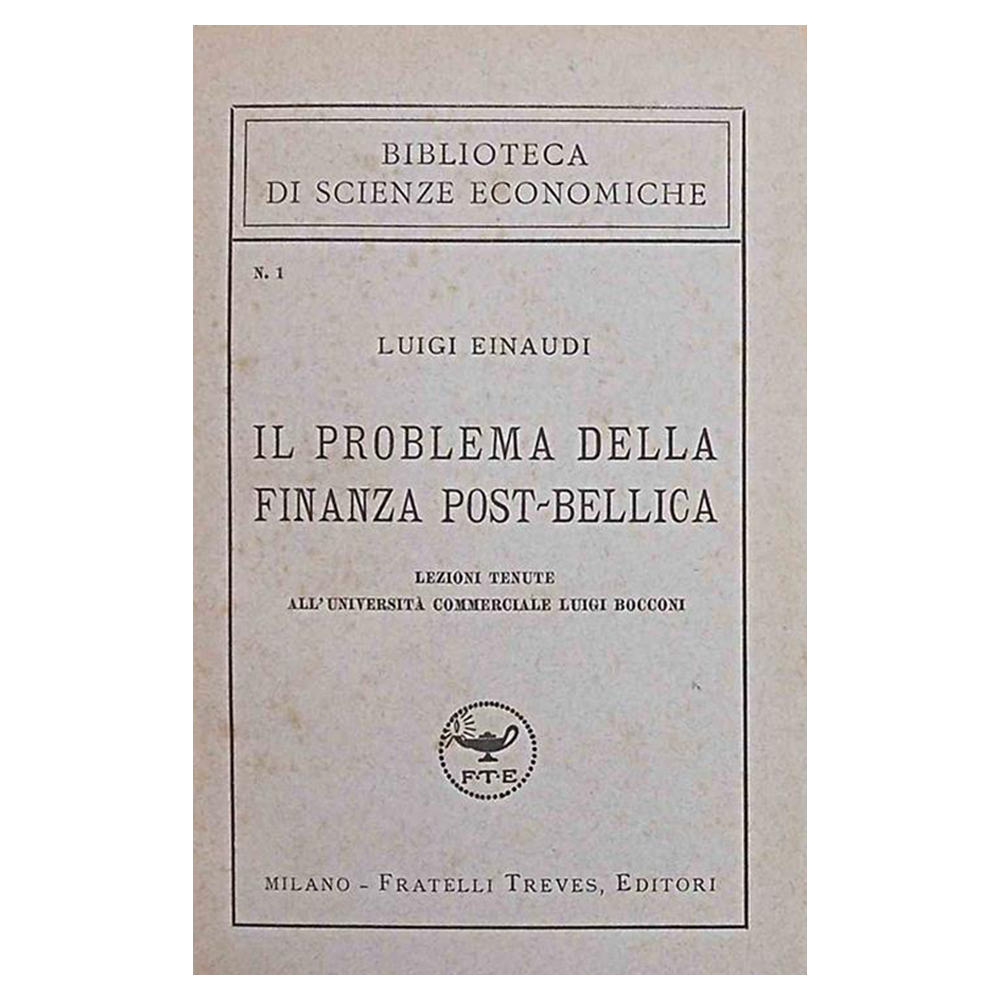 BIBLIOTECA
DI SCIENZE ECONOMICHE
N. 1
LUIGI EINAUDI
IL PROBLEMA DELLA
FINANZA POST-BELLICA
LEZIONI TENUTE
ALL'UNIVERSITÀ COMMERCIALE LUIGI BOCCONI
F·T·E
MILANO - FRATELLI TREVES, EDITORI